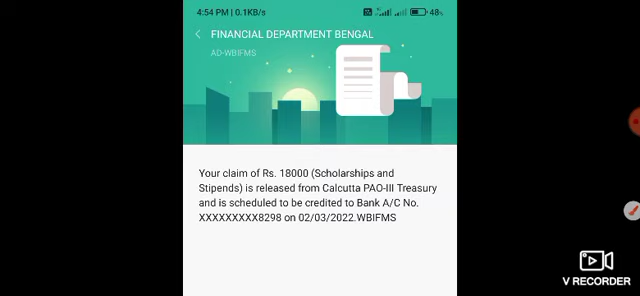 4:54 PM | 0.1KB/s
48
FINANCIAL DEPARTMENT BENGAL
AD-WBIFMS
Your claim of Rs. 18000 (Scholarships and
Stipends) is released from Calcutta PAO-III Treasury
and is scheduled to be credited to Bank A/C No.
XXXXXXXXX8298 on 02/03/2022.WBIFMS
V RECORDER